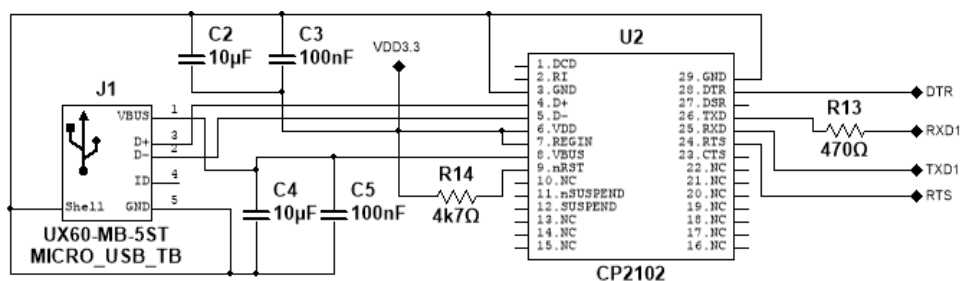 C2
10µF
C3
100nF
VDD3.3
U2
J1
VBUS
D+
D-
ID
GND
Shell
1
3
2
4
5
UX60-MB-5ST
MICRO_USB_TB
C4
10µF
C5
100nF
R14
4k7Ω
1.DCD
2.RI
3.GND
4.D+
5.D-
6.VDD
7.REGIN
8.VBUS
9.nRST
10.NC
11.nSUSPEND
12.SUSPEND
13.NC
14.NC
15.NC
29.GND
28.DTR
27.DSR
26.TXD
25.RXD
24.RTS
23.CTS
22.NC
21.NC
20.NC
19.NC
18.NC
17.NC
16.NC
CP2102
R13
470Ω
DTR
RXD1
TXD1
RTS